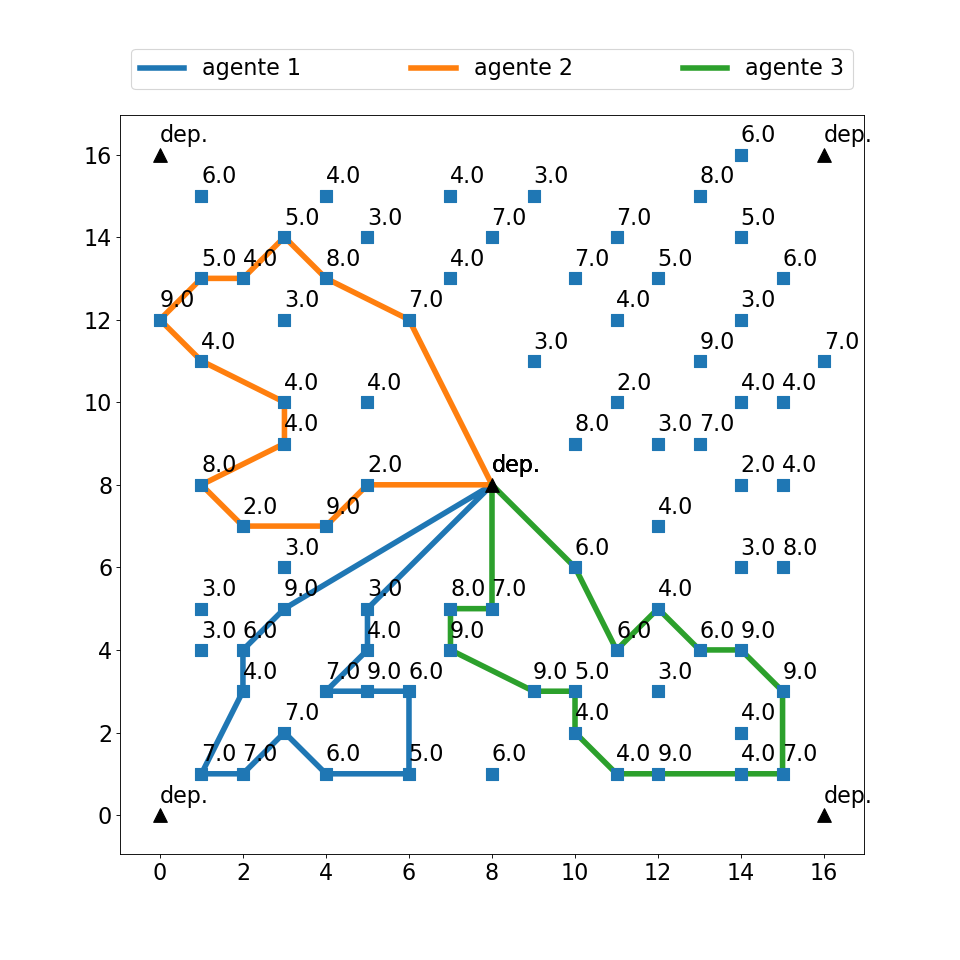 agente 1 agente 2 agente 3
dep. 6.0 dep.
16
6.0 4.0 4.0 3.0 8.0
5.0 3.0 7.0 7.0 5.0
14
5.0 4.0 8.0 4.0 7.0 5.0 6.0
9.0 3.0 7.0 4.0 3.0
12
4.0 3.0 9.0 7.0
4.0 4.0 2.0 4.0 4.0
10
4.0 8.0 3.0 7.0
8.0 2.0 dep. 2.0 4.0
8
2.0 9.0 4.0
3.0 6.0 3.0 8.0
6
3.0 9.0 3.0 8.0 7.0 4.0
3.0 6.0 4.0 9.0 6.0 6.0 9.0
4
4.0 7.0 9.0 6.0 9.0 5.0 3.0 9.0
7.0 4.0 4.0
2
7.0 7.0 6.0 5.0 6.0 4.0 9.0 4.0 7.0
dep. dep.
0
0 2 4 6 8 10 12 14 16